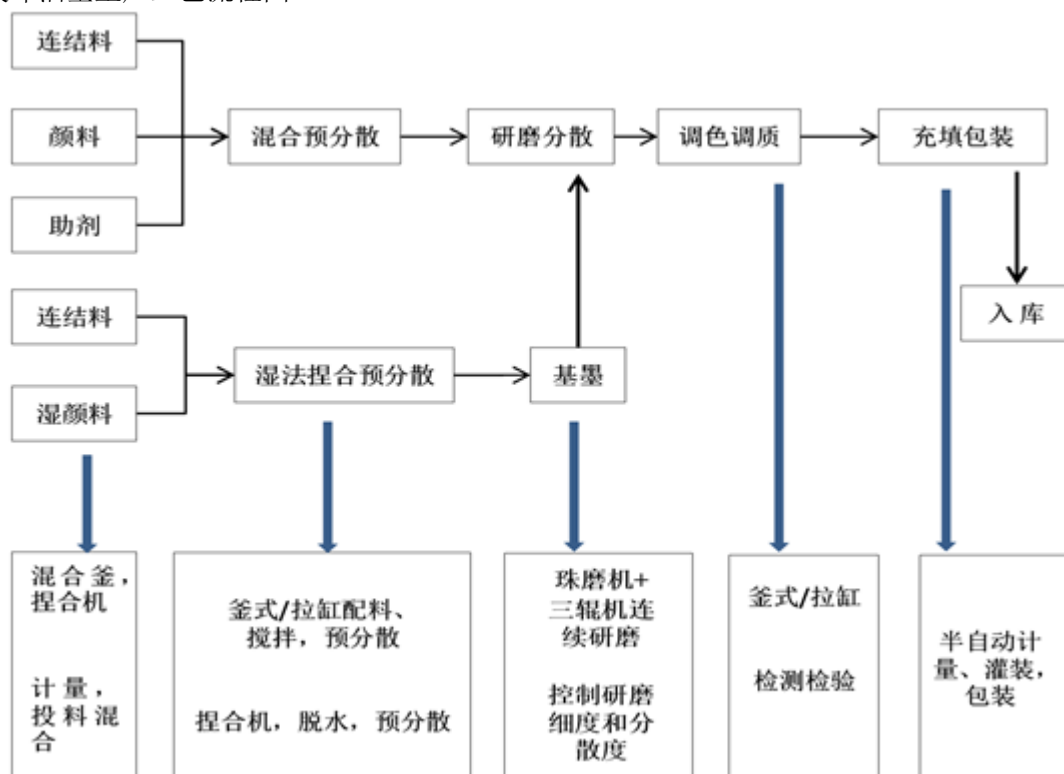 连结料
颜料
助剂
混合预分散
研磨分散
调色调质
充填包装
入库
连结料
湿颜料
湿法捏合预分散
基墨
混合釜，
捏合机
计量，
投料混
合
釜式/拉缸配料、
搅拌，预分散
捏合机，脱水，预分散
珠磨机+
三辊机连
续研磨
控制研磨
细度和分
散度
釜式/拉缸
检测检验
半自动计
量、灌装，
包装